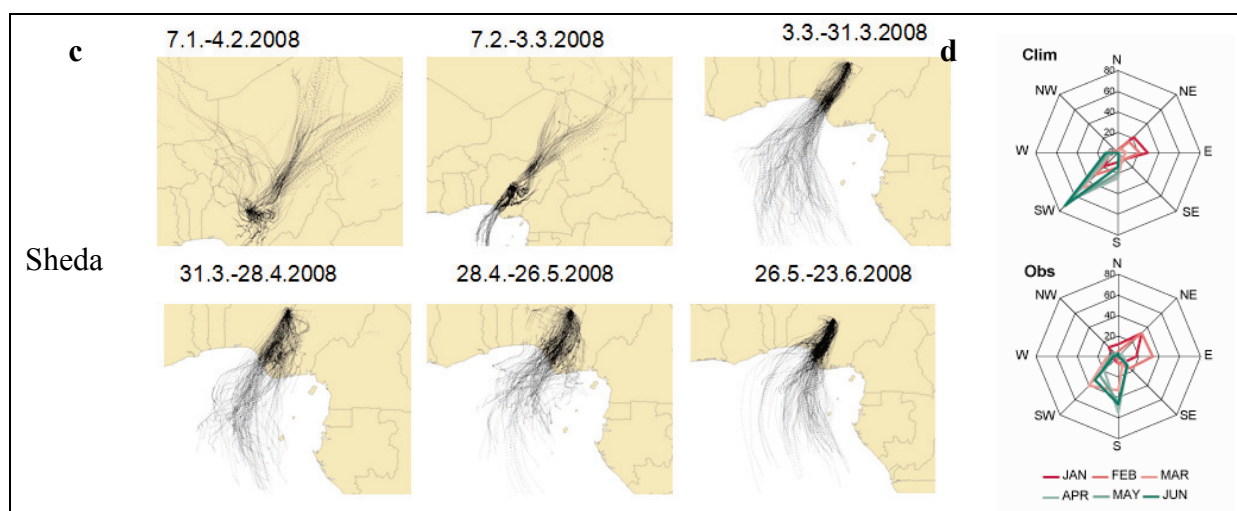 c
7.1.-4.2.2008
7.2.-3.3.2008
3.3.-31.3.2008
Sheda
31.3.-28.4.2008
28.4.-26.5.2008
26.5.-23.6.2008
d
Clim
N
NW
80
NE
60
40
20
W
0
E
SW
SE
S
Obs
N
NW
80
NE
60
40
20
W
0
E
SW
SE
S
JAN FEB MAR
APR MAY JUN